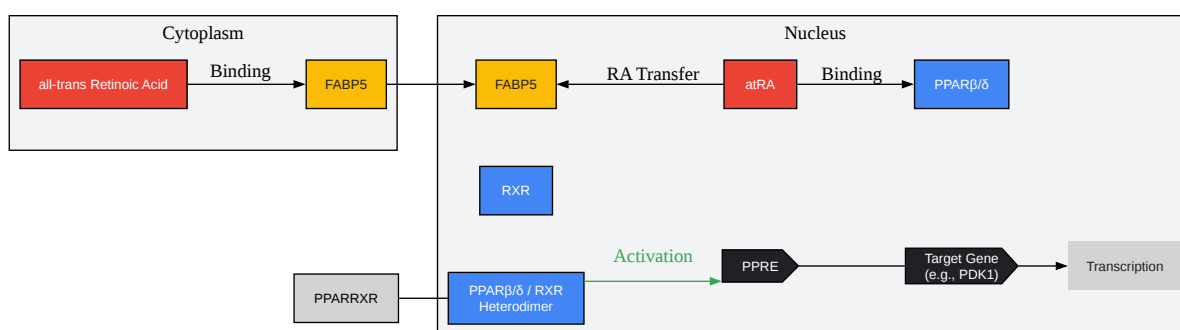 Cytoplasm
Nucleus
all-trans Retinoic Acid
Binding
FABP5
FABP5
RA Transfer
atRA
Binding
PPARβ/δ
RXR
Activation
PPRE
Target Gene
(e.g., PDK1)
Transcription
PPARRXR
PPARβ/δ / RXR
Heterodimer